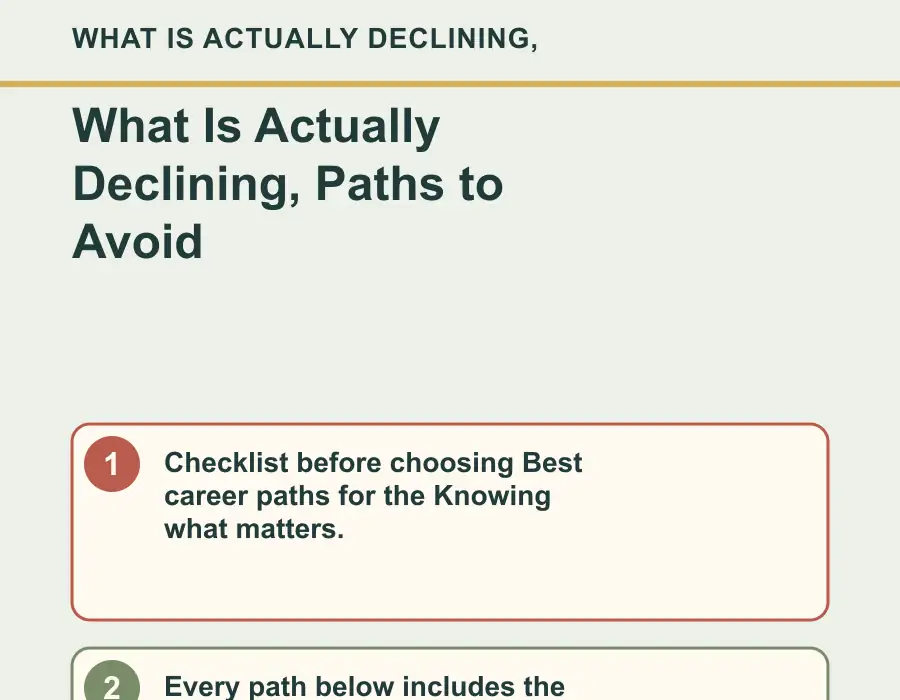 WHAT IS ACTUALLY DECLINING,
What Is Actually
Declining, Paths to
Avoid
1
Checklist before choosing Best
career paths for the Knowing
what matters.
2
Every path below includes the